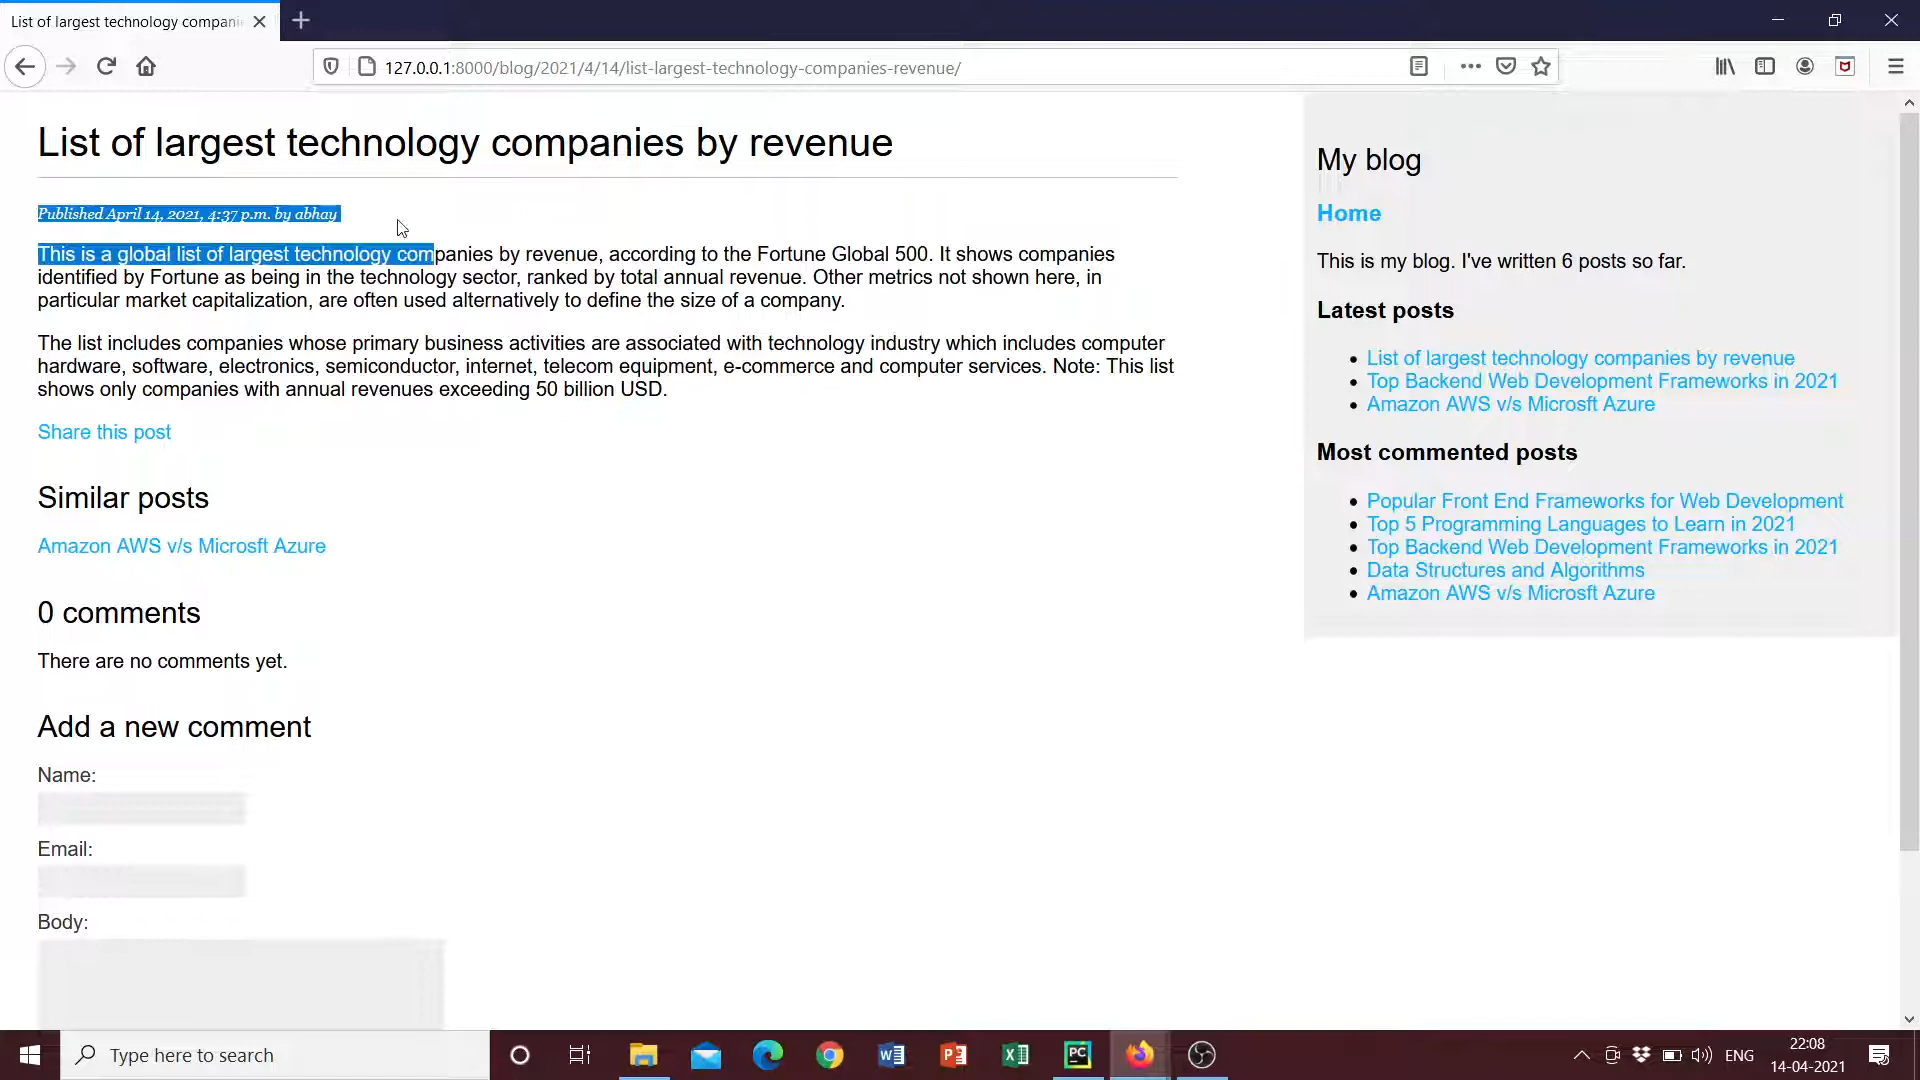 List of largest technology compani
127.0.0.1:8000/blog/2021/4/14/list-largest-technology-companies-revenue/
List of largest technology companies by revenue
Published April 14, 2021, 4:37 p.m. by abhay
This is a global list of largest technology companies by revenue, according to the Fortune Global 500. It shows companies
identified by Fortune as being in the technology sector, ranked by total annual revenue. Other metrics not shown here, in
particular market capitalization, are often used alternatively to define the size of a company.
The list includes companies whose primary business activities are associated with technology industry which includes computer
hardware, software, electronics, semiconductor, internet, telecom equipment, e-commerce and computer services. Note: This list
shows only companies with annual revenues exceeding 50 billion USD.
Share this post
Similar posts
Amazon AWS v/s Microsft Azure
0 comments
There are no comments yet.
Add a new comment
Name:
Email:
Body:
My blog
Home
This is my blog. I've written 6 posts so far.
Latest posts
List of largest technology companies by revenue
Top Backend Web Development Frameworks in 2021
Amazon AWS v/s Microsft Azure
Most commented posts
Popular Front End Frameworks for Web Development
Top 5 Programming Languages to Learn in 2021
Top Backend Web Development Frameworks in 2021
Data Structures and Algorithms
Amazon AWS v/s Microsft Azure
Type here to search
PC
ENG
22:08
14-04-2021